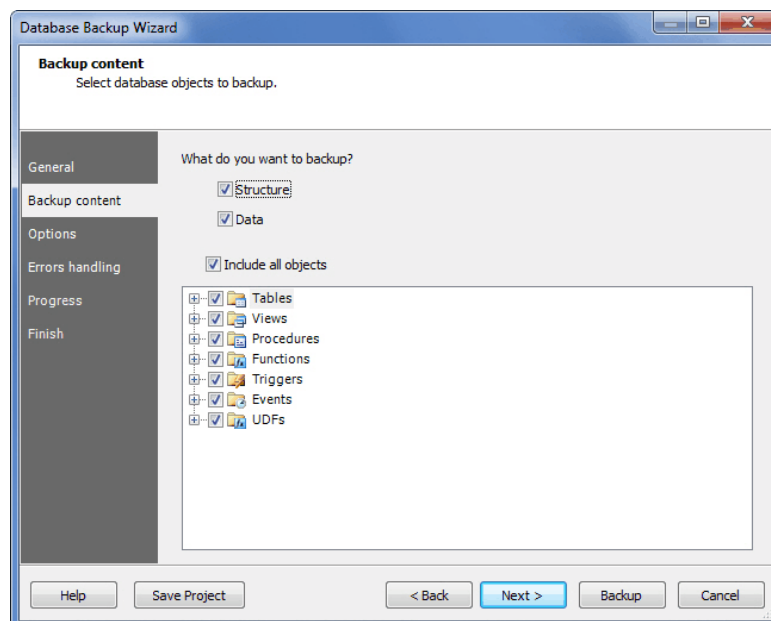 Database Backup Wizard
Backup content
Select database objects to backup.
General
Backup content
Options
Errors handling
Progress
Finish
What do you want to backup?
Structure
Data
Include all objects
Tables
Views
Procedures
Functions
Triggers
Events
UDFs
Help
Save Project
< Back
Next >
Backup
Cancel